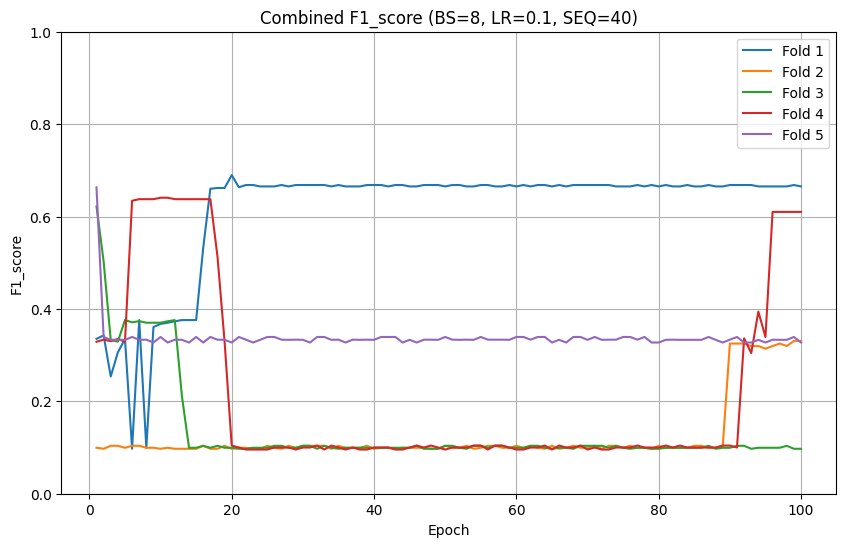 Combined F1_score (BS=8, LR=0.1, SEQ=40)
Fold 1
Fold 2
Fold 3
Fold 4
Fold 5
F1_score
1.0
0.8
0.6
0.4
0.2
0.0
0 20 40 60 80 100
Epoch